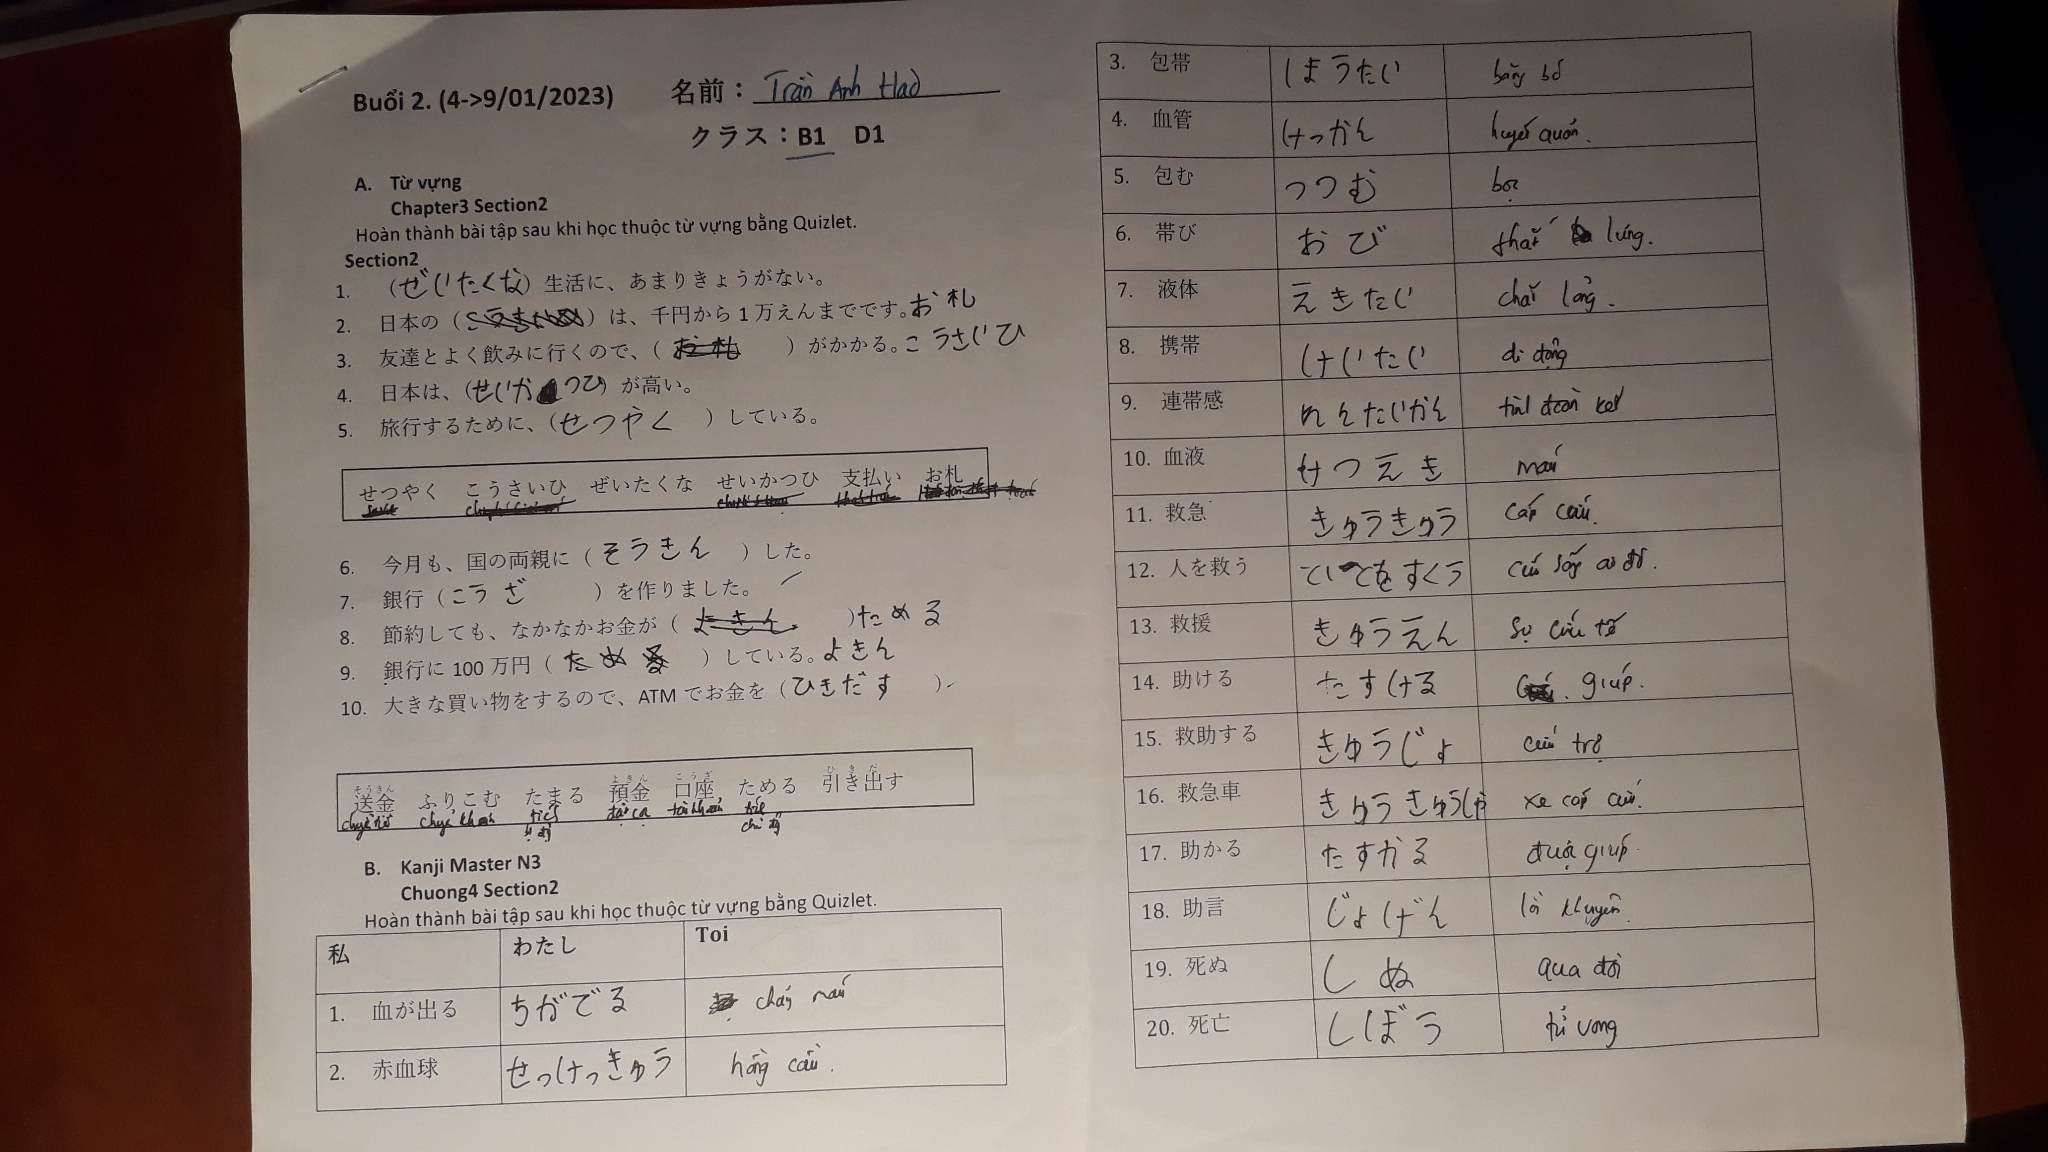 Buổi 2. (4->9/01/2023) 名前：Trần Anh Hao
クラス：B1 D1
A. Từ vựng
Chapter3 Section2
Hoàn thành bài tập sau khi học thuộc từ vựng bằng Quizlet.
Section2
1. （ぜいたくな）生活に、あまりきょうがない。
2. 日本の（ ）は、千円から1万えんまでです。お札
3. 友達とよく飲みに行くので、（お札）がかかる。こうさいひ
4. 日本は、（せいかつひ）が高い。
5. 旅行するために、（せつやく）している。
せつやく こうさいひ ぜいたくな せいかつひ 支払い お札
6. 今月も、国の両親に（そうきん）した。
7. 銀行（こうざ）を作りました。
8. 節約しても、なかなかお金が（よきん）ためる
9. 銀行に100万円（ためる）している。よきん
10. 大きな買い物をするので、ATMでお金を（ひきだす）
そうきん よきん こうざ ひ だ
送金 ふりこむ たまる 預金 口座 ためる 引き出す
tài khoản
B. Kanji Master N3
Chuong4 Section2
Hoàn thành bài tập sau khi học thuộc từ vựng bằng Quizlet.
私 わたし Toi
1. 血が出る ちがでる chảy máu
2. 赤血球 せっけっきゅう hồng cầu.
3. 包帯 ほうたい băng bó
4. 血管 けっかん huyết quản.
5. 包む つつむ bọc
6. 帯び おび thắt lưng.
7. 液体 えきたい chất lỏng.
8. 携帯 けいたい di động
9. 連帯感 れんたいかん tình đoàn kết
10. 血液 けつえき máu
11. 救急 きゅうきゅう cấp cứu.
12. 人を救う すくう cứu sống ai đó.
13. 救援 きゅうえん sự cứu trợ
14. 助ける たすける giúp.
15. 救助する きゅうじょ cứu trợ
16. 救急車 きゅうきゅうしゃ xe cấp cứu.
17. 助かる たすかる được giúp.
18. 助言 じょげん lời khuyên.
19. 死ぬ しぬ qua đời
20. 死亡 しぼう tử vong